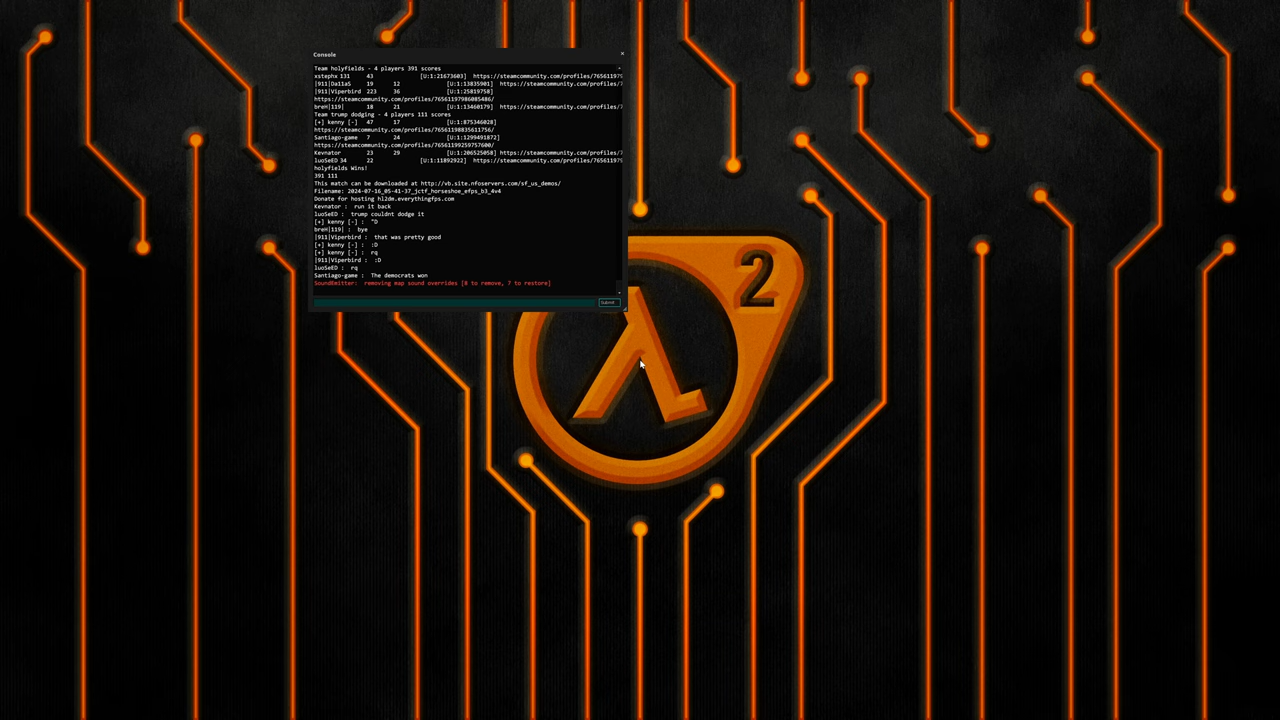 Console
Team holyfields - 4 players 391 scores
xstephx 131 43 [U:1:21673603] https://steamcommunity.com/profiles/7656119
|911|Da11aS 19 12 [U:1:13835901] https://steamcommunity.com/profiles/7
|911|Viperbird 223 36 [U:1:25819758]
https://steamcommunity.com/profiles/76561197986085486/
breH|119| 18 21 [U:1:13460179] https://steamcommunity.com/profiles/7
Team trump dodging - 4 players 111 scores
[+] kenny [-] 47 17 [U:1:875346028]
https://steamcommunity.com/profiles/76561198835611756/
Santiago-game 7 24 [U:1:1299491872]
https://steamcommunity.com/profiles/76561199259757600/
Kevnator 23 29 [U:1:206525058] https://steamcommunity.com/profiles/765
luoSeED 34 22 [U:1:11892922] https://steamcommunity.com/profiles/7656119
holyfields Wins!
391 111
This match can be downloaded at http://vb.site.nfoservers.com/sf_us_demos/
Filename: 2024-07-16_05-41-37_jctf_horseshoe_efps_b3_4v4
Donate for hosting hl2dm.everythingfps.com
Kevnator : run it back
luoSeED : trump couldnt dodge it
[+] kenny [-] : "D
breH|119| : bye
|911|Viperbird : that was pretty good
[+] kenny [-] : :D
[+] kenny [-] : rq
|911|Viperbird : :D
luoSeED : rq
Santiago-game : The democrats won
SoundEmitter: removing map sound overrides [8 to remove, 7 to restore]
Submit
2